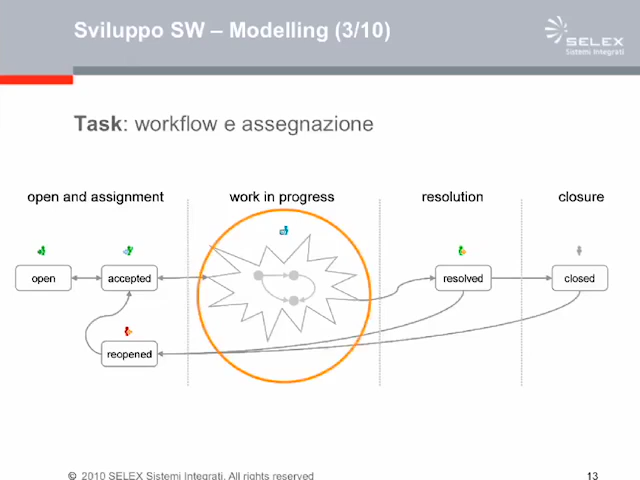 Sviluppo SW – Modelling (3/10)
SELEX
Sistemi Integrati
Task: workflow e assegnazione
open and assignment
work in progress
resolution
closure
open
accepted
resolved
closed
reopened
© 2010 SELEX Sistemi Integrati. All rights reserved
13